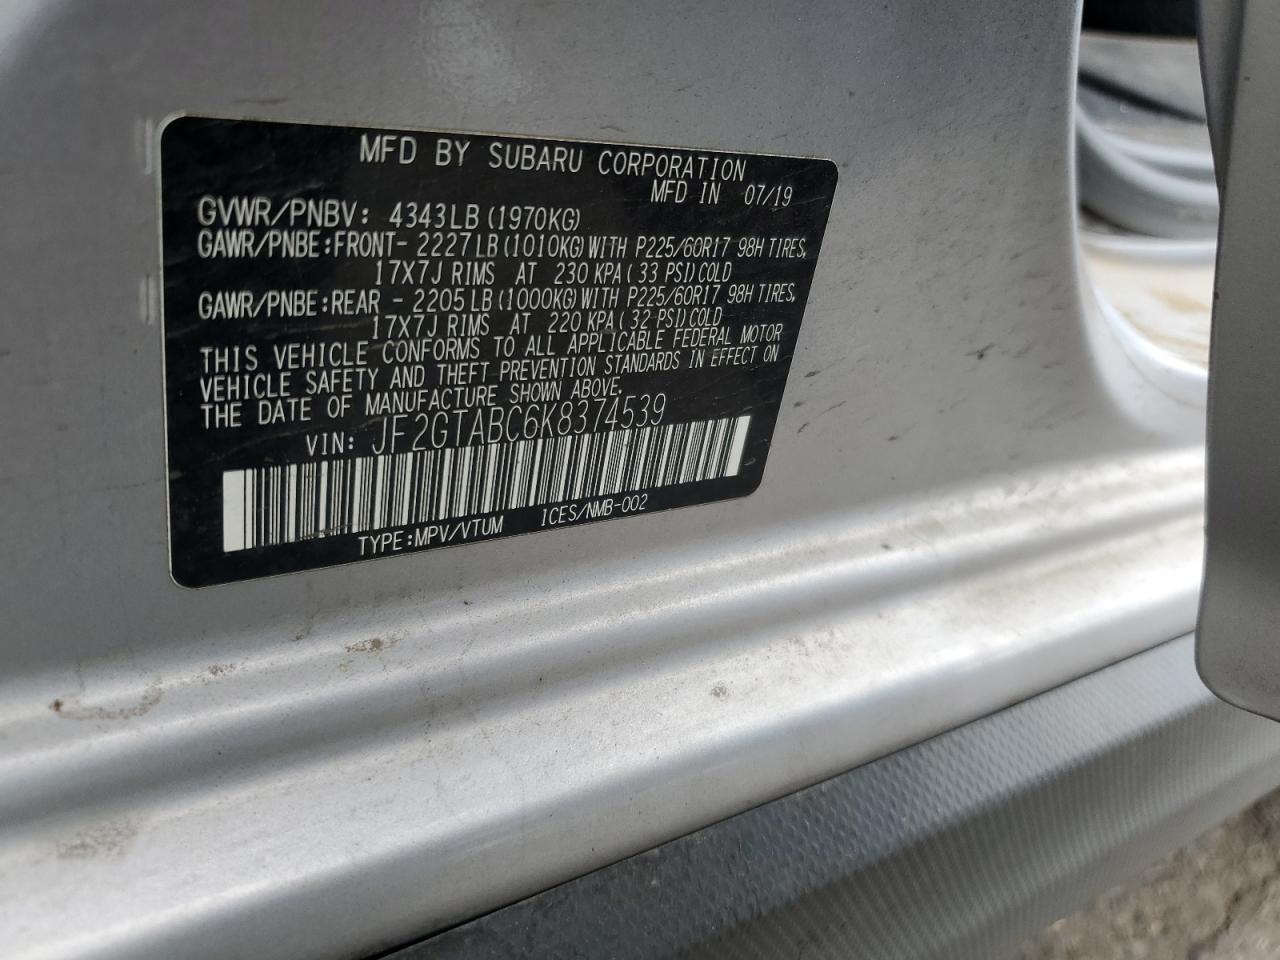 MFD BY SUBARU CORPORATION
MFD IN 07/19
GVWR/PNBV: 4343LB (1970KG)
GAWR/PNBE:FRONT- 2227LB (1010KG) WITH P225/60R17 98H TIRES,
17X7J RIMS AT 230 KPA ( 33 PSI) COLD
GAWR/PNBE:REAR - 2205LB (1000KG) WITH P225/60R17 98H TIRES,
17X7J RIMS AT 220 KPA ( 32 PSI) COLD
THIS VEHICLE CONFORMS TO ALL APPLICABLE FEDERAL MOTOR
VEHICLE SAFETY AND THEFT PREVENTION STANDARDS IN EFFECT ON
THE DATE OF MANUFACTURE SHOWN ABOVE.
VIN: JF2GTABC6K8374539
TYPE:MPV/VTUM ICES/NMB-002